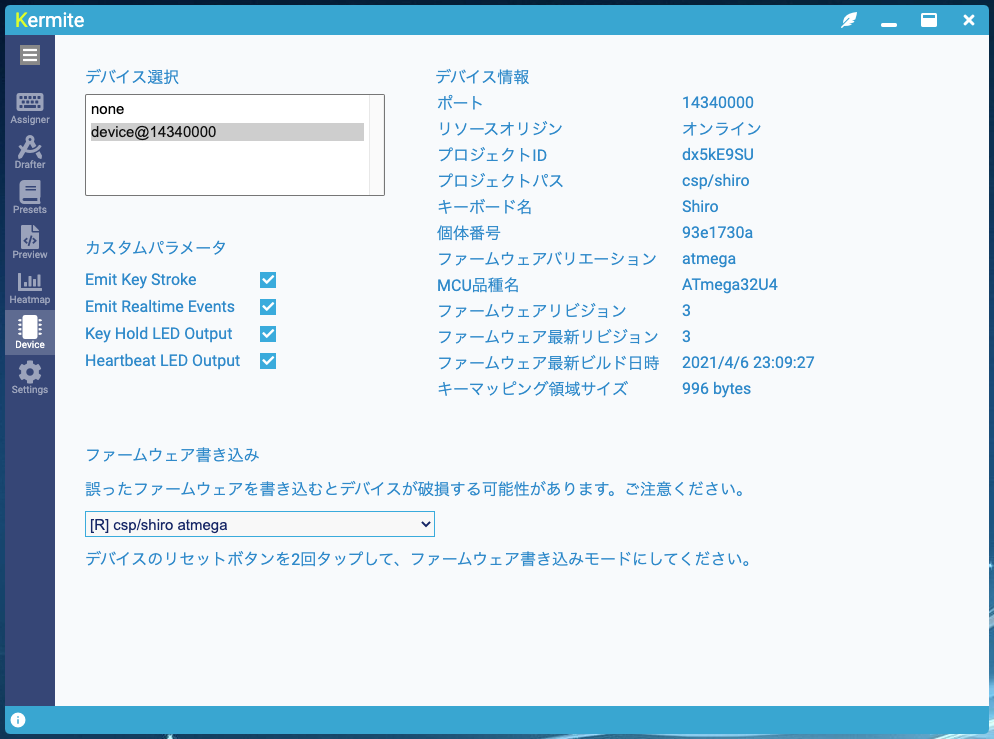 Kermite
Assigner
Drafter
Presets
Preview
Heatmap
Device
Settings
デバイス選択
none
device@14340000
カスタムパラメータ
Emit Key Stroke
Emit Realtime Events
Key Hold LED Output
Heartbeat LED Output
デバイス情報
ポート 14340000
リソースオリジン オンライン
プロジェクトID dx5kE9SU
プロジェクトパス csp/shiro
キーボード名 Shiro
個体番号 93e1730a
ファームウェアバリエーション atmega
MCU品種名 ATmega32U4
ファームウェアリビジョン 3
ファームウェア最新リビジョン 3
ファームウェア最新ビルド日時 2021/4/6 23:09:27
キーマッピング領域サイズ 996 bytes
ファームウェア書き込み
誤ったファームウェアを書き込むとデバイスが破損する可能性があります。ご注意ください。
[R] csp/shiro atmega
デバイスのリセットボタンを2回タップして、ファームウェア書き込みモードにしてください。